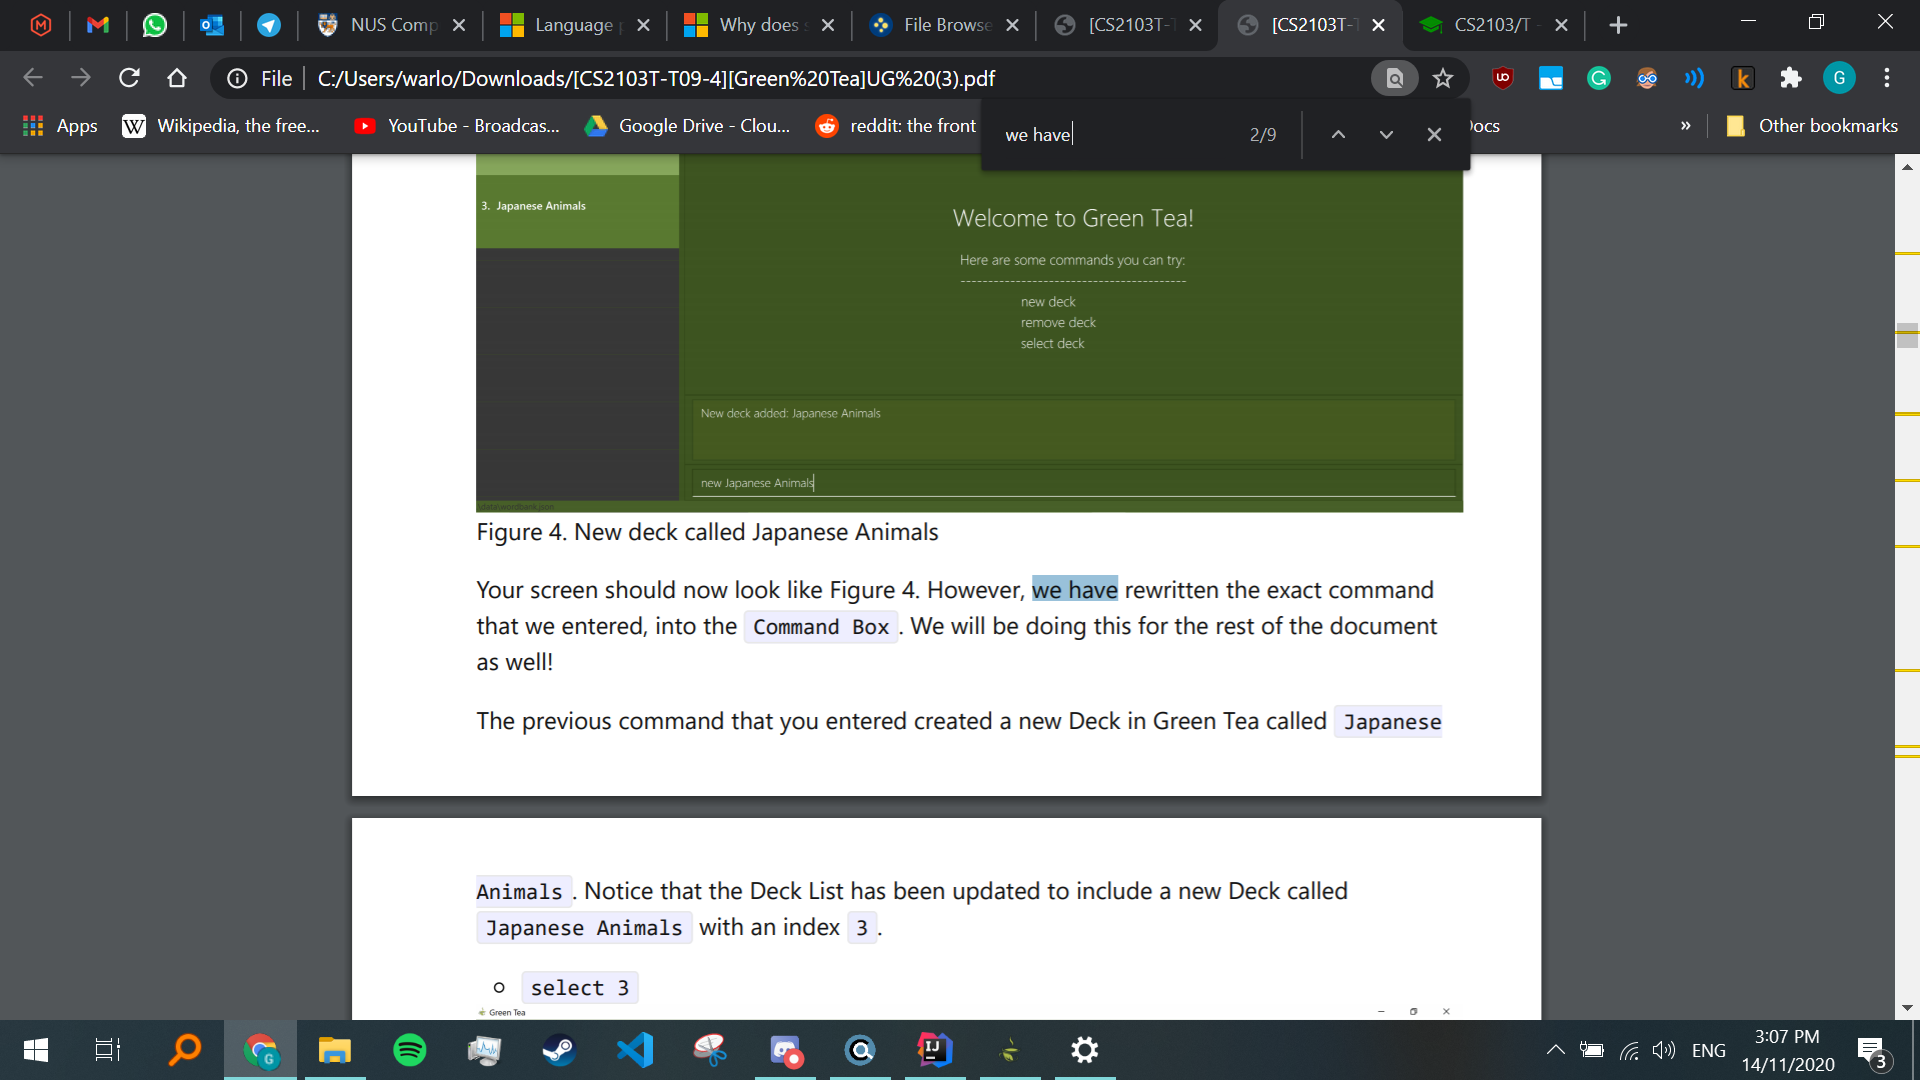 NUS Comp
Language
Why does
File Browse
[CS2103T-
[CS2103T-
CS2103/T
File
C:/Users/warlo/Downloads/[CS2103T-T09-4][Green%20Tea]UG%20(3).pdf
Apps
Wikipedia, the free...
YouTube - Broadcas...
Google Drive - Clou...
reddit: the front
Docs
»
Other bookmarks
we have
2/9
3. Japanese Animals
Welcome to Green Tea!
Here are some commands you can try:
----------------------------------------
new deck
remove deck
select deck
New deck added: Japanese Animals
new Japanese Animals
Figure 4. New deck called Japanese Animals
Your screen should now look like Figure 4. However, we have rewritten the exact command
that we entered, into the Command Box. We will be doing this for the rest of the document
as well!
The previous command that you entered created a new Deck in Green Tea called Japanese
Animals. Notice that the Deck List has been updated to include a new Deck called
Japanese Animals with an index 3.
select 3
Green Tea
ENG
3:07 PM
14/11/2020
3